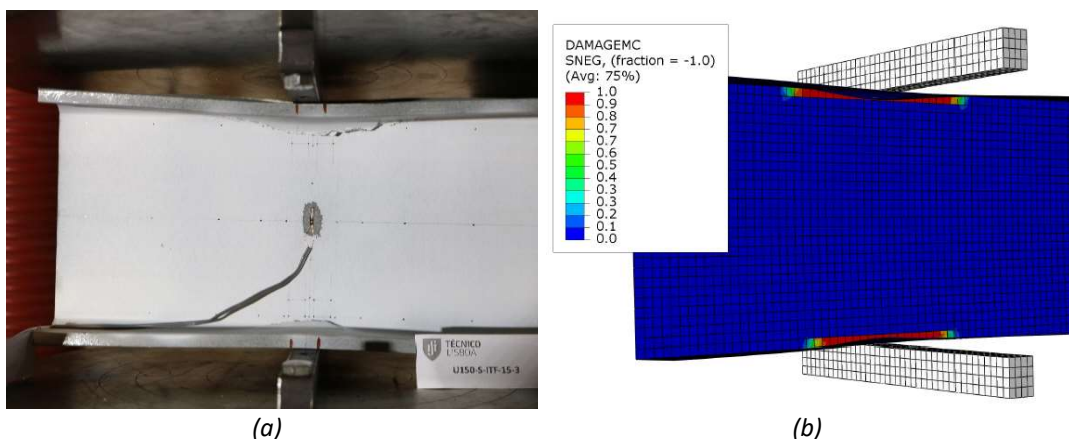 TÉCNICO
LISBOA
U150-S-ITF-15-3
DAMAGEMC
SNEG, (fraction = -1.0)
(Avg: 75%)
1.0
0.9
0.8
0.7
0.7
0.6
0.5
0.4
0.3
0.3
0.2
0.1
0.0
(a)
(b)